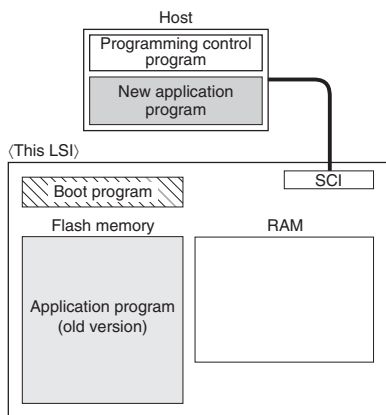 Host
Programming control
program
New application
program
〈This LSI〉
SCI
Boot program
Flash memory
RAM
Application program
(old version)